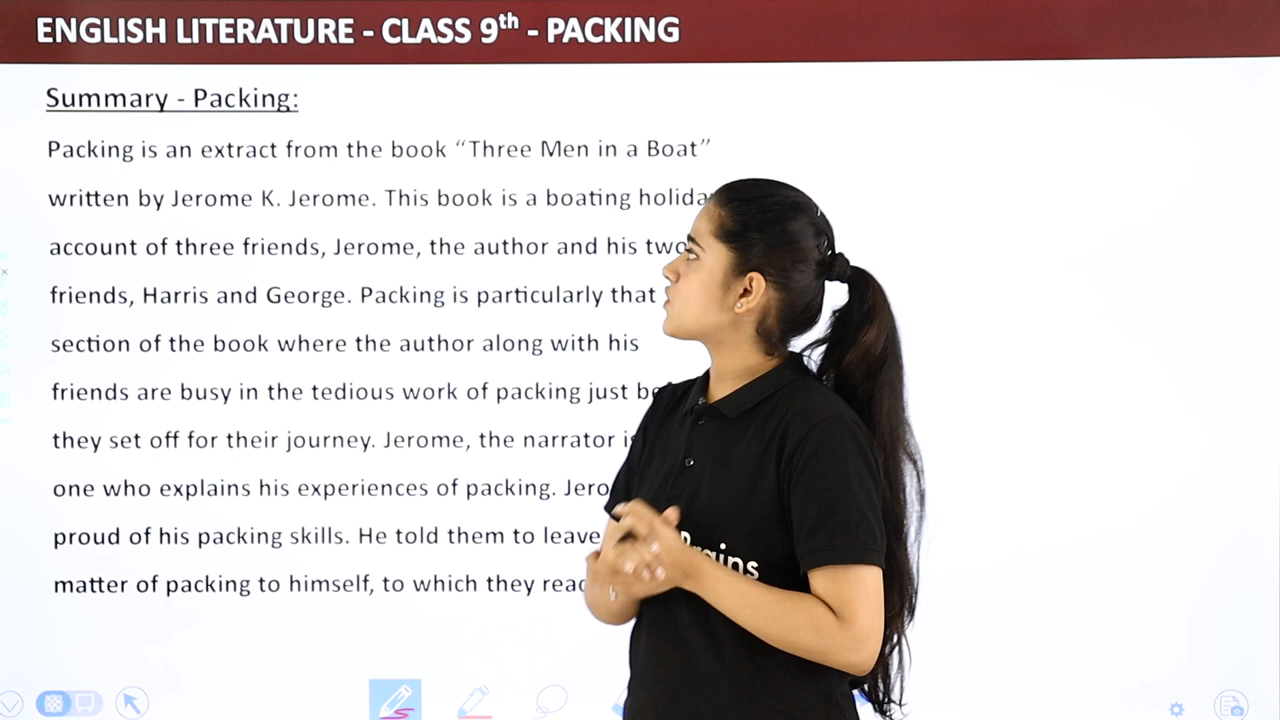 ENGLISH LITERATURE - CLASS 9th - PACKING
Summary - Packing:
Packing is an extract from the book “Three Men in a Boat”
written by Jerome K. Jerome. This book is a boating
account of three friends, Jerome, the author and his two
friends, Harris and George. Packing is particularly that
section of the book where the author along with his
friends are busy in the tedious work of packing just
they set off for their journey. Jerome, the narrator
one who explains his experiences of packing.
proud of his packing skills. He told them to leave
matter of packing to himself, to which they